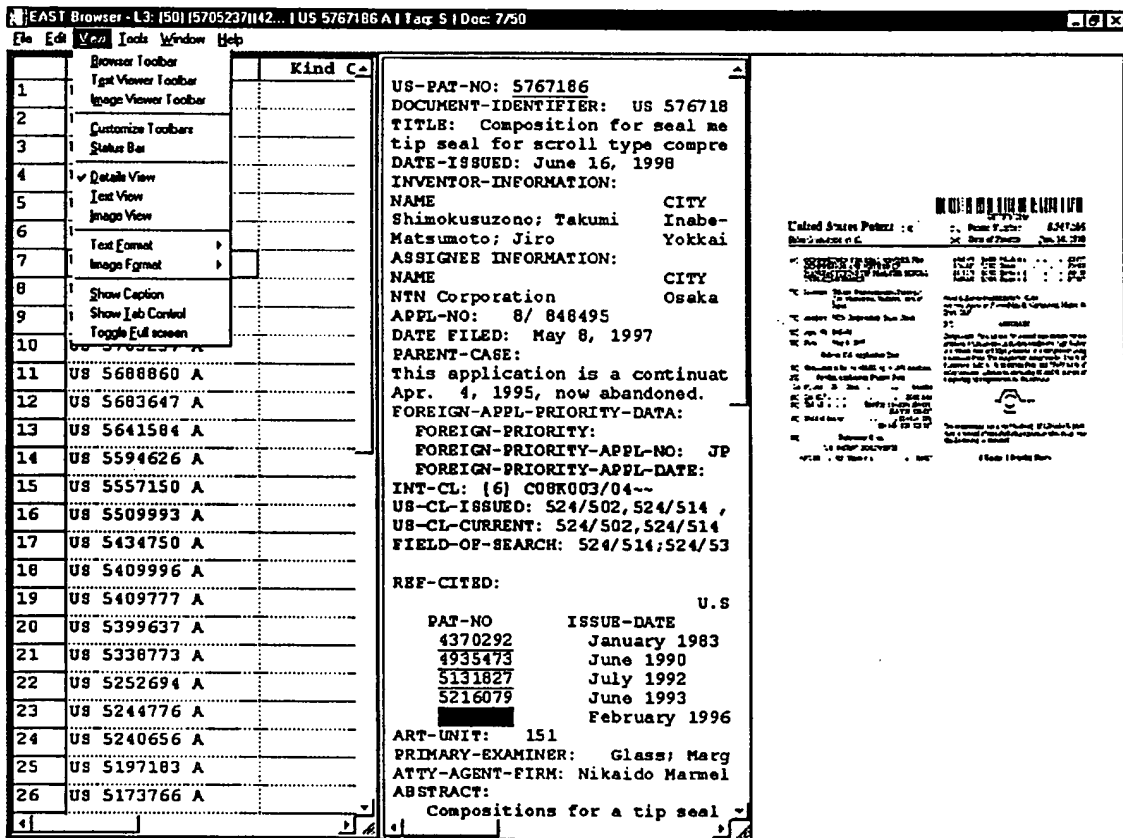 EAST Browser - L3: [50] [5705237][42... | US 5767186 A | Tag: S | Doc: 7/50
File Edit View Tools Window Help
Browser Toolbar
Text Viewer Toolbar
Image Viewer Toolbar
Customize Toolbars
Status Bar
Details View
Text View
Image View
Text Format
Image Format
Show Caption
Show Tab Control
Toggle Full screen
Kind C
1
2
3
4
5
6
7
8
9
10 US 5705237 A
11 US 5688860 A
12 US 5683647 A
13 US 5641584 A
14 US 5594626 A
15 US 5557150 A
16 US 5509993 A
17 US 5434750 A
18 US 5409996 A
19 US 5409777 A
20 US 5399637 A
21 US 5338773 A
22 US 5252694 A
23 US 5244776 A
24 US 5240656 A
25 US 5197183 A
26 US 5173766 A
US-PAT-NO: 5767186
DOCUMENT-IDENTIFIER: US 576718
TITLE: Composition for seal me
tip seal for scroll type compre
DATE-ISSUED: June 16, 1998
INVENTOR-INFORMATION:
NAME CITY
Shimokusuzono; Takumi Inabe-
Matsumoto; Jiro Yokkai
ASSIGNEE INFORMATION:
NAME CITY
NTN Corporation Osaka
APPL-NO: 8/ 848495
DATE FILED: May 8, 1997
PARENT-CASE:
This application is a continuat
Apr. 4, 1995, now abandoned.
FOREIGN-APPL-PRIORITY-DATA:
FOREIGN-PRIORITY:
FOREIGN-PRIORITY-APPL-NO: JP
FOREIGN-PRIORITY-APPL-DATE:
INT-CL: [6] C08K003/04~~
US-CL-ISSUED: 524/502,524/514 ,
US-CL-CURRENT: 524/502,524/514
FIELD-OF-SEARCH: 524/514;524/53
REF-CITED:
U.S
PAT-NO ISSUE-DATE
4370292 January 1983
4935473 June 1990
5131827 July 1992
5216079 June 1993
February 1996
ART-UNIT: 151
PRIMARY-EXAMINER: Glass; Marg
ATTY-AGENT-FIRM: Nikaido Marmel
ABSTRACT:
Compositions for a tip seal
United States Patent